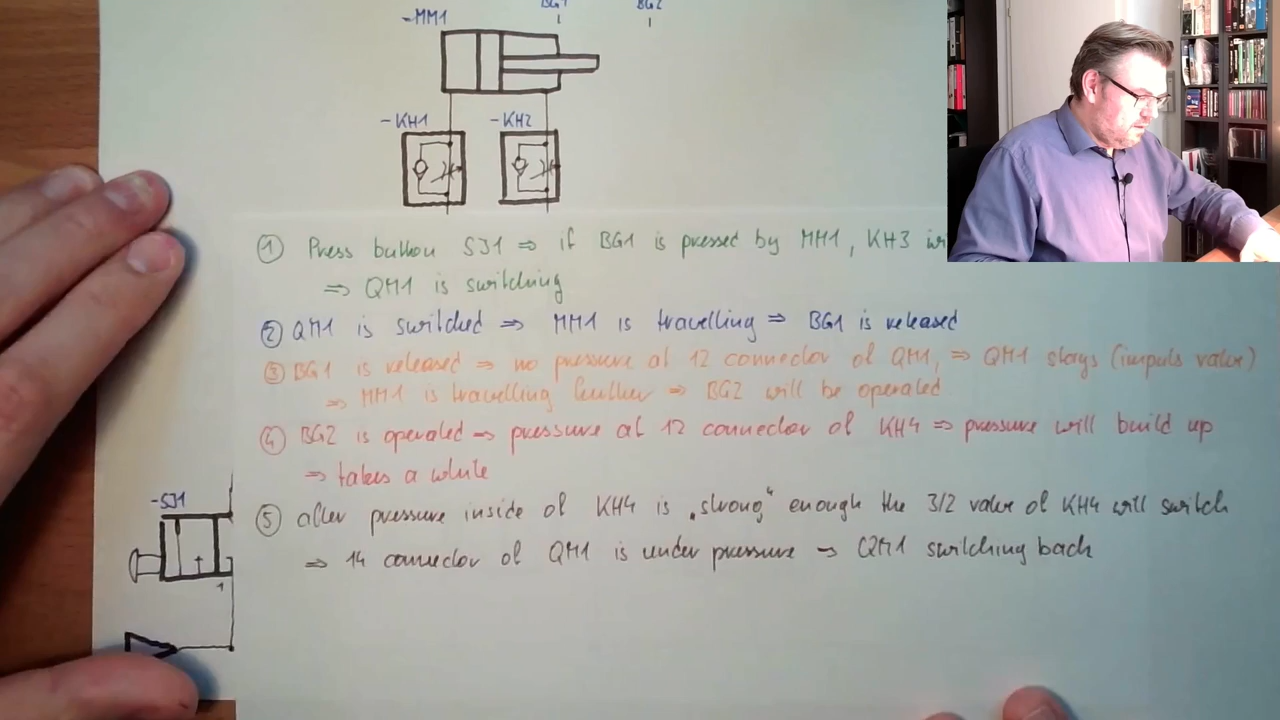 -MM1
BG1
BG2
-KH1
-KH2
① Press button SJ1 ⇒ if BG1 is pressed by MM1, KH3
⇒ QM1 is switching
② QM1 is switched ⇒ MM1 is travelling ⇒ BG1 is released
③ BG1 is released ⇒ no pressure at 12 connector of QM1, ⇒ QM1 stays (impuls valve)
⇒ MM1 is travelling further ⇒ BG2 will be operated
④ BG2 is operated ⇒ pressure at 12 connector of KH4 ⇒ pressure will build up
⇒ takes a while
⑤ after pressure inside of KH4 is „strong“ enough the 3/2 valve of KH4 will switch
⇒ 14 connector of QM1 is under pressure → QM1 switching back
-SJ1
1